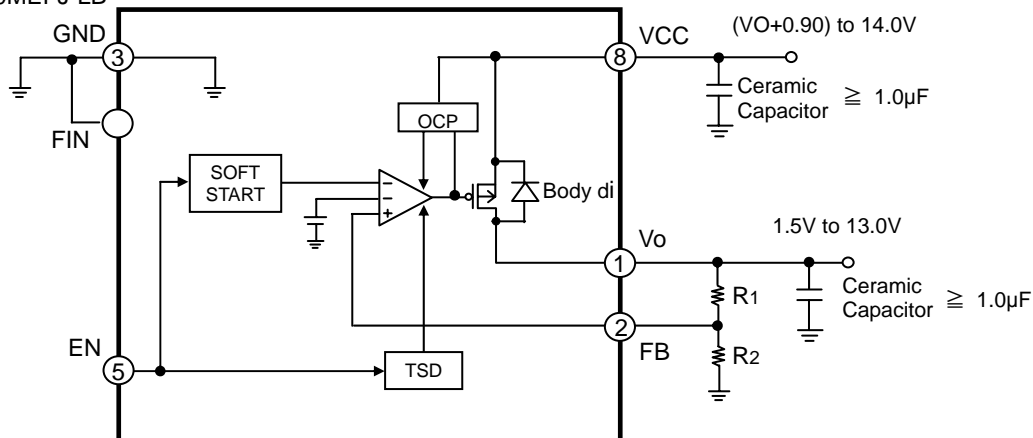 GND
3
FIN
VCC
8
(VO+0.90) to 14.0V
Ceramic
Capacitor ≧ 1.0μF
OCP
SOFT
START
−
−
+
Body di
Vo
1
1.5V to 13.0V
R1
Ceramic
Capacitor ≧ 1.0μF
2
FB
R2
EN
5
TSD